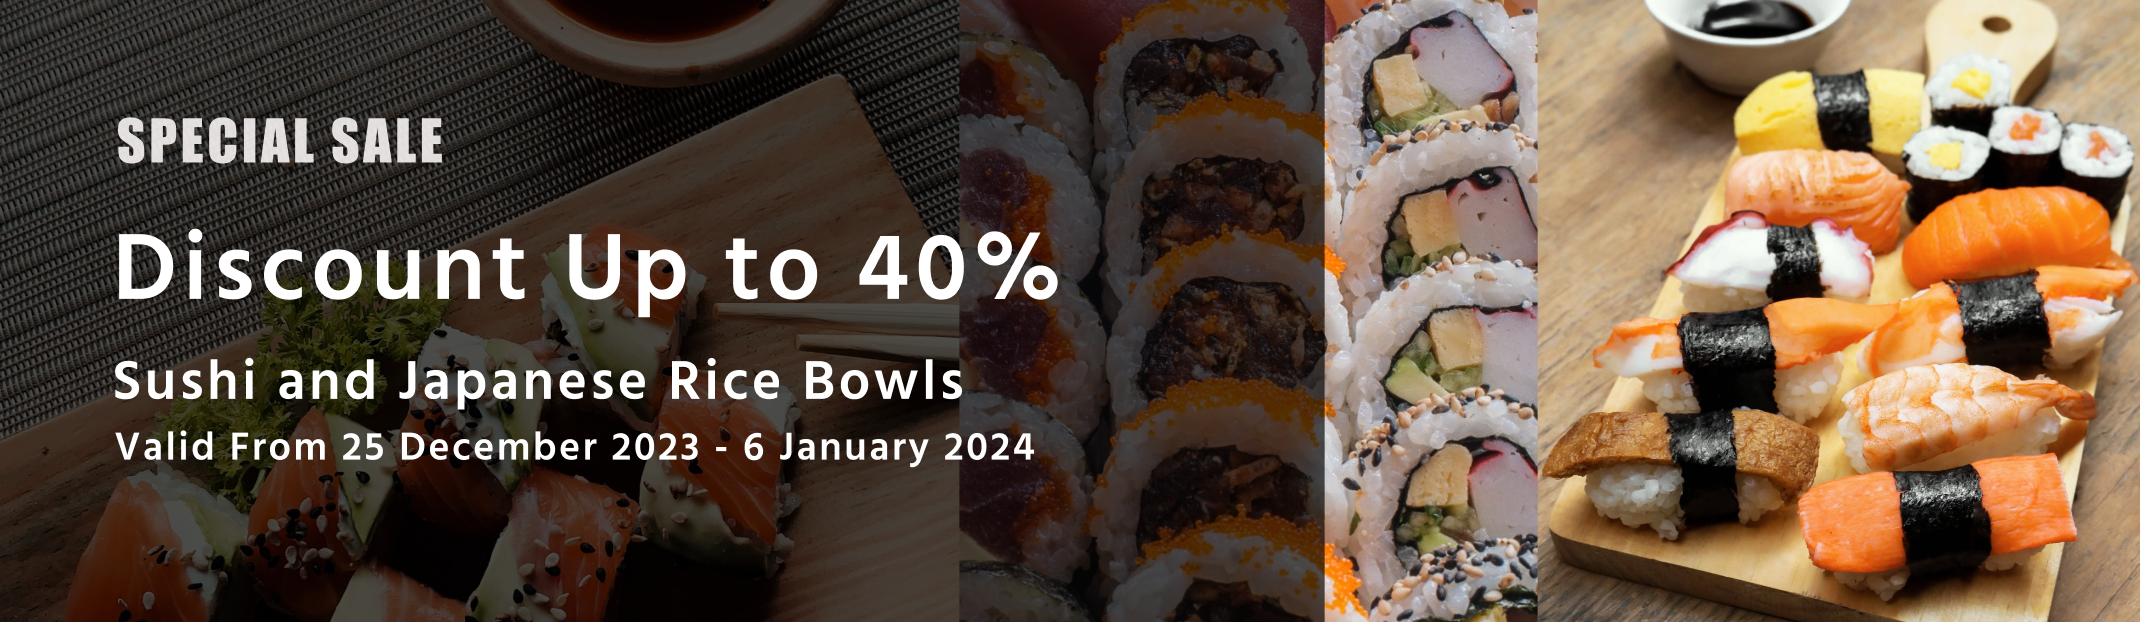 SPECIAL SALE
Discount Up to 40%
Sushi and Japanese Rice Bowls
Valid From 25 December 2023 - 6 January 2024